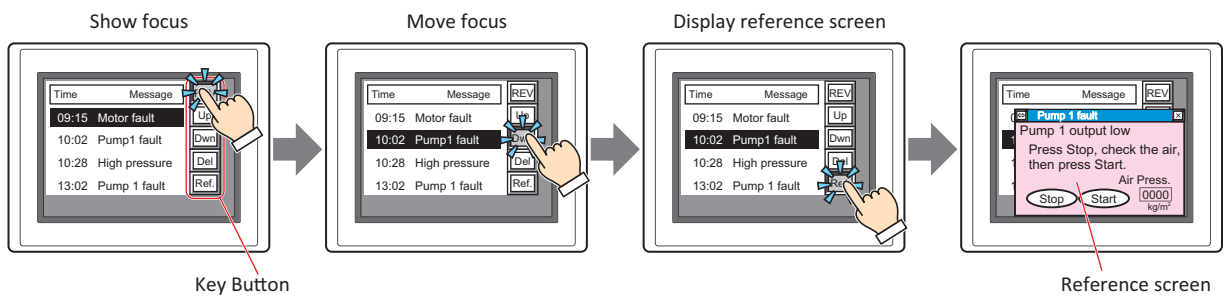 Show focus
Time Message
09:15 Motor fault
Up
10:02 Pump1 fault
Dwn
10:28 High pressure
Del
13:02 Pump 1 fault
Ref.
Key Button
Move focus
Time Message
REV
09:15 Motor fault
Up
10:02 Pump1 fault
10:28 High pressure
Del
13:02 Pump 1 fault
Ref.
Display reference screen
Time Message
REV
09:15 Motor fault
Up
10:02 Pump1 fault
Dwn
10:28 High pressure
Del
13:02 Pump 1 fault
Time Message
REV
Pump 1 fault
Pump 1 output low
Press Stop, check the air,
then press Start.
Air Press.
Stop Start 0000
kg/m²
Reference screen